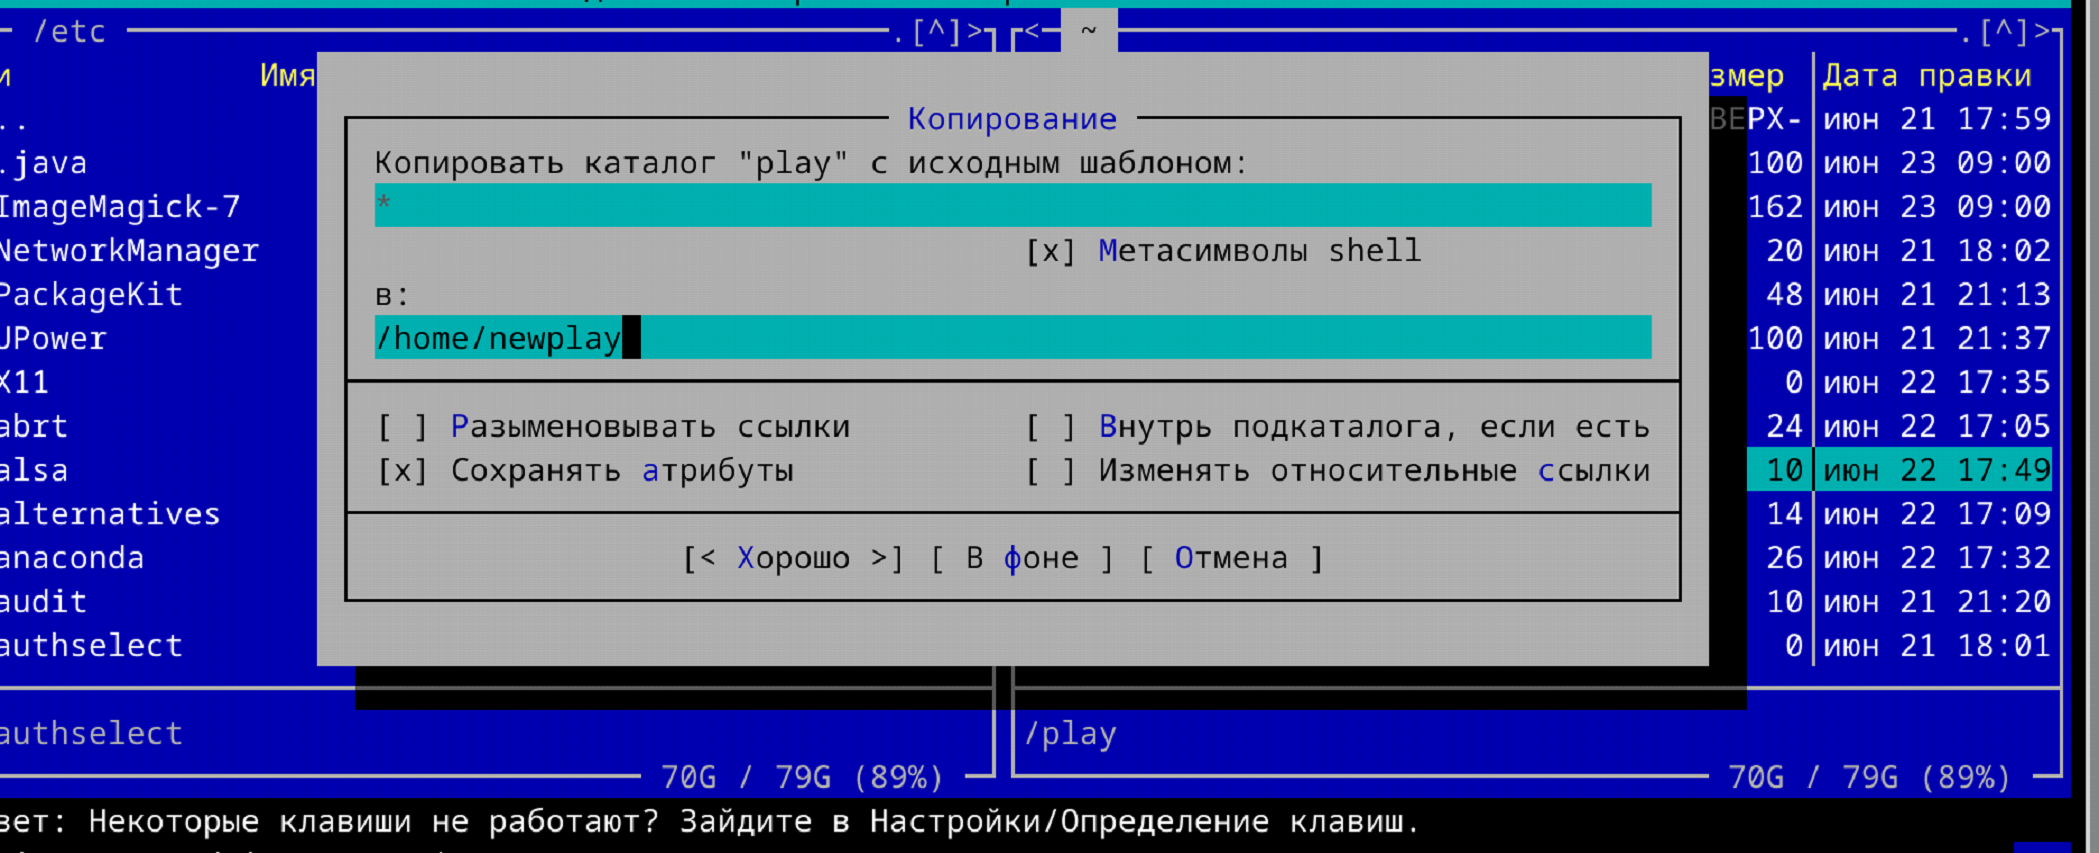 /etc .[^]> <- ~ .[^]>
и Имя змер Дата правки
.. ВЕРХ- июн 21 17:59
.java 100 июн 23 09:00
ImageMagick-7 162 июн 23 09:00
NetworkManager 20 июн 21 18:02
PackageKit 48 июн 21 21:13
UPower 100 июн 21 21:37
X11 0 июн 22 17:35
abrt 24 июн 22 17:05
alsa 10 июн 22 17:49
alternatives 14 июн 22 17:09
anaconda 26 июн 22 17:32
audit 10 июн 21 21:20
authselect 0 июн 21 18:01
Копирование
Копировать каталог "play" с исходным шаблоном:
*
[x] Метасимволы shell
в:
/home/newplay
[ ] Разыменовывать ссылки [ ] Внутрь подкаталога, если есть
[x] Сохранять атрибуты [ ] Изменять относительные ссылки
[< Хорошо >] [ В фоне ] [ Отмена ]
authselect /play
70G / 79G (89%) 70G / 79G (89%)
вет: Некоторые клавиши не работают? Зайдите в Настройки/Определение клавиш.